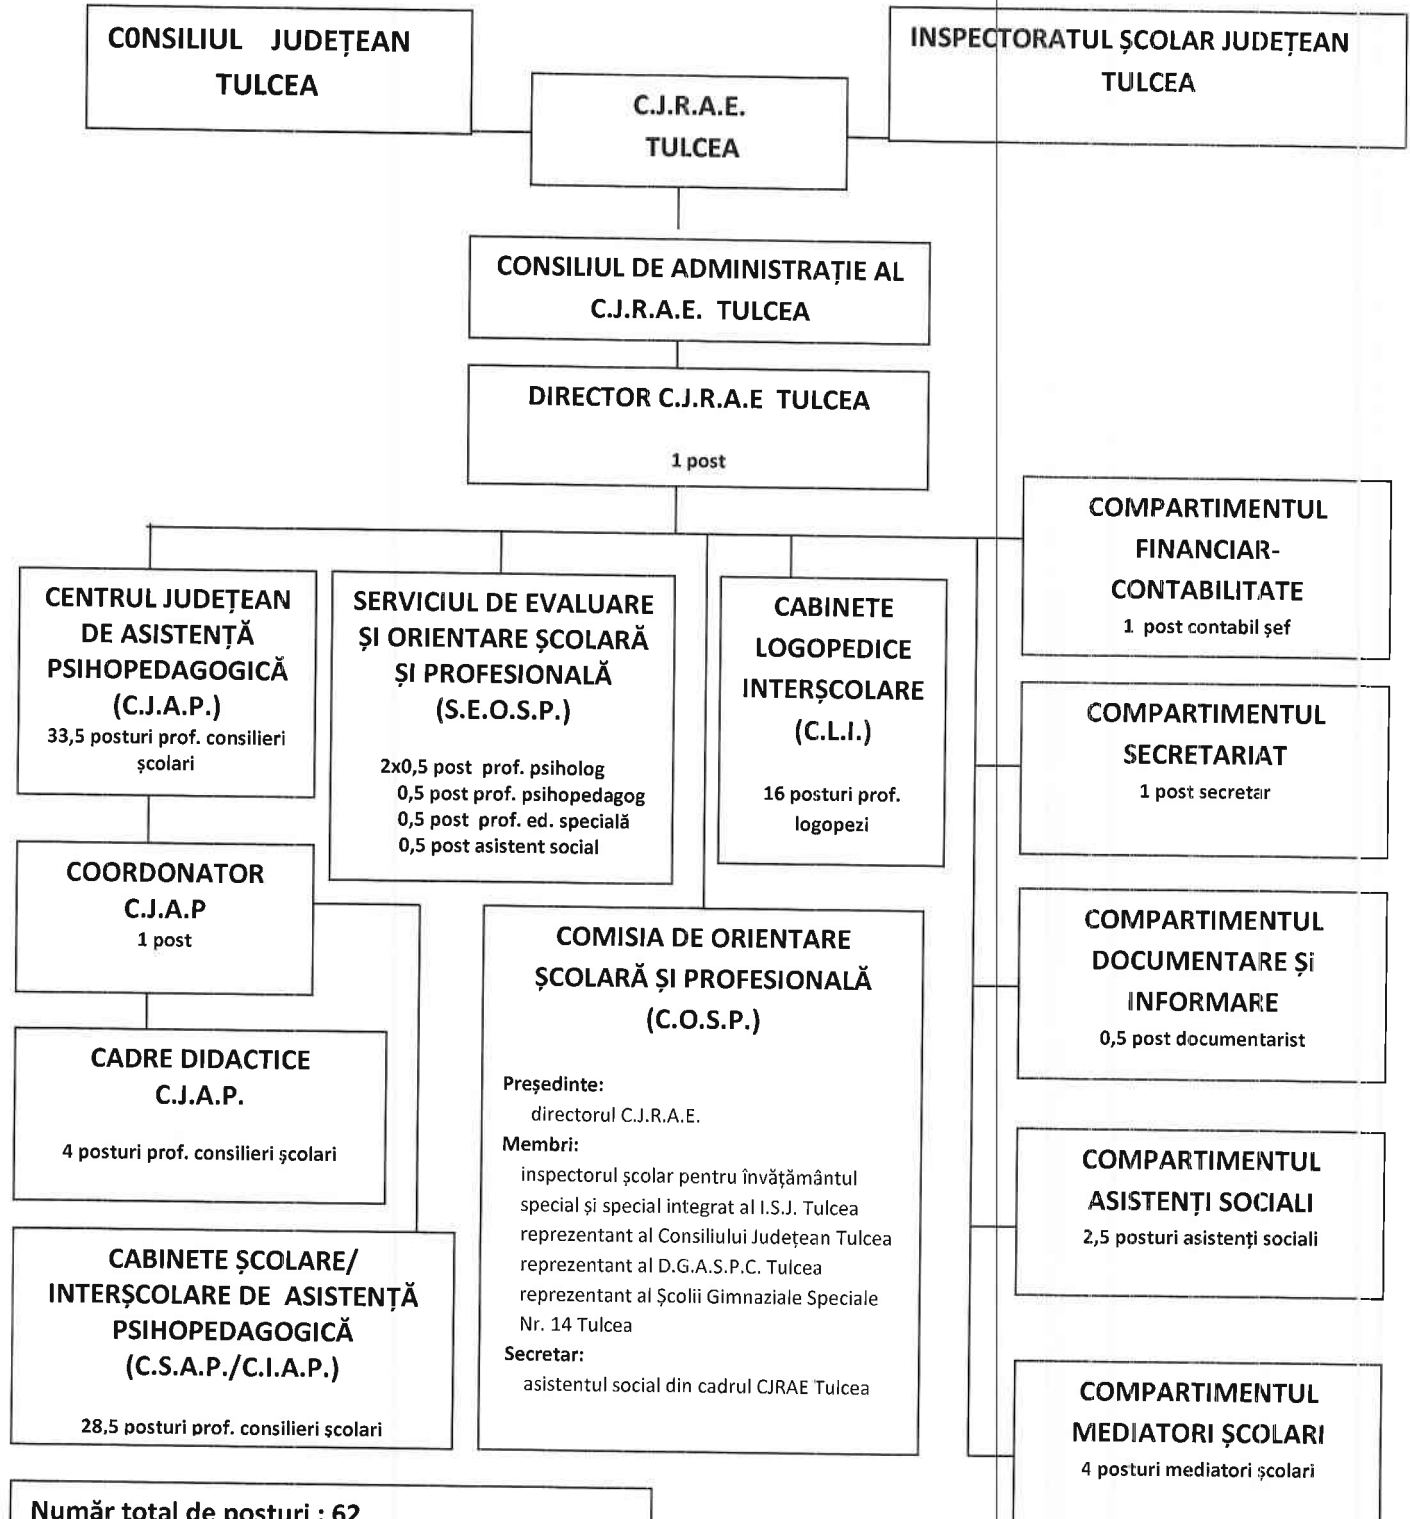 CONSILIUL JUDEȚEAN
TULCEA
INSPECTORATUL ȘCOLAR JUDEȚEAN
TULCEA
C.J.R.A.E.
TULCEA
CONSILIUL DE ADMINISTRAȚIE AL
C.J.R.A.E. TULCEA
DIRECTOR C.J.R.A.E TULCEA
1 post
CENTRUL JUDEȚEAN
DE ASISTENȚĂ
PSIHOPEDAGOGICĂ
(C.J.A.P.)
33,5 posturi prof. consilieri
școlari
SERVICIUL DE EVALUARE
ȘI ORIENTARE ȘCOLARĂ
ȘI PROFESIONALĂ
(S.E.O.S.P.)
2x0,5 post prof. psiholog
0,5 post prof. psihopedagog
0,5 post prof. ed. specială
0,5 post asistent social
CABINETE
LOGOPEDICE
INTERȘCOLARE
(C.L.I.)
16 posturi prof.
logopezi
COMPARTIMENTUL
FINANCIAR-
CONTABILITATE
1 post contabil șef
COMPARTIMENTUL
SECRETARIAT
1 post secretar
COORDONATOR
C.J.A.P
1 post
CADRE DIDACTICE
C.J.A.P.
4 posturi prof. consilieri școlari
CABINETE ȘCOLARE/
INTERȘCOLARE DE ASISTENȚĂ
PSIHOPEDAGOGICĂ
(C.S.A.P./C.I.A.P.)
28,5 posturi prof. consilieri școlari
COMISIA DE ORIENTARE
ȘCOLARĂ ȘI PROFESIONALĂ
(C.O.S.P.)
Președinte:
directorul C.J.R.A.E.
Membri:
inspectorul școlar pentru învățământul
special și special integrat al I.S.J. Tulcea
reprezentant al Consiliului Județean Tulcea
reprezentant al D.G.A.S.P.C. Tulcea
reprezentant al Școlii Gimnaziale Speciale
Nr. 14 Tulcea
Secretar:
asistentul social din cadrul CJRAE Tulcea
COMPARTIMENTUL
DOCUMENTARE Și
INFORMARE
0,5 post documentarist
COMPARTIMENTUL
ASISTENȚI SOCIALI
2,5 posturi asistenți sociali
COMPARTIMENTUL
MEDIATORI ȘCOLARI
4 posturi mediatori școlari
Număr total de posturi : 62